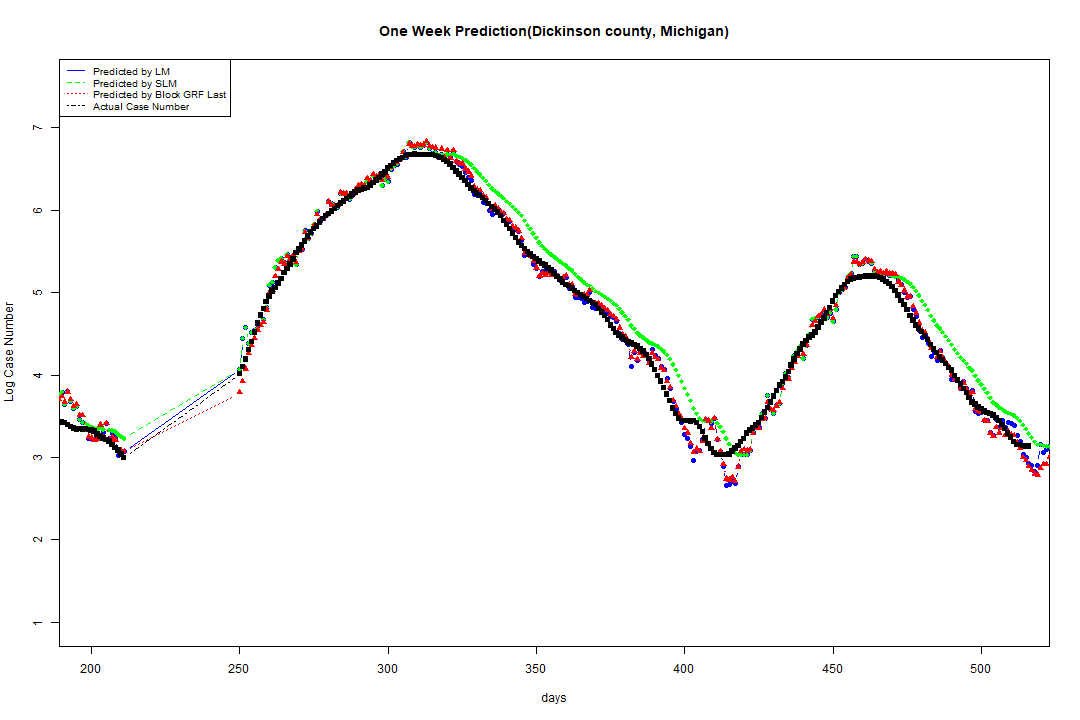 One Week Prediction(Dickinson county, Michigan)
Predicted by LM
Predicted by SLM
Predicted by Block GRF Last
Actual Case Number
Log Case Number
7
6
5
4
3
2
1
200 250 300 350 400 450 500
days